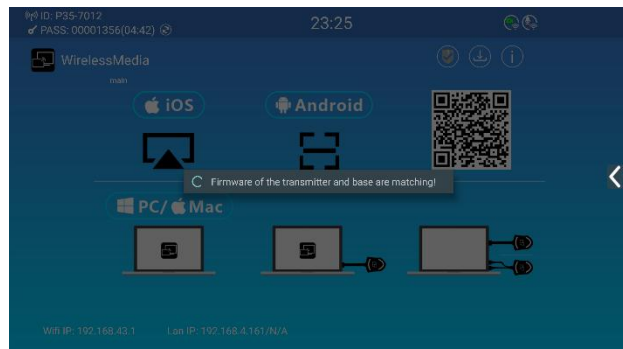 ID: P35-7012
PASS: 00001356(04:42)
23:25
WirelessMedia
main
iOS
Android
Firmware of the transmitter and base are matching!
PC/ Mac
Wifi IP: 192.168.43.1 Lan IP: 192.168.4.161/N/A